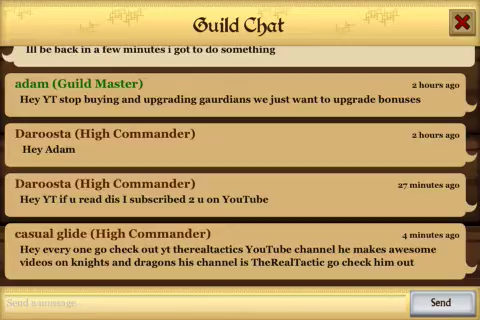 Guild Chat
Ill be back in a few minutes i got to do something
adam (Guild Master) 2 hours ago
Hey YT stop buying and upgrading gaurdians we just want to upgrade bonuses
Daroosta (High Commander) 2 hours ago
Hey Adam
Daroosta (High Commander) 27 minutes ago
Hey YT if u read dis I subscribed 2 u on YouTube
casual glide (High Commander) 4 minutes ago
Hey every one go check out yt therealtactics YouTube channel he makes awesome
videos on knights and dragons his channel is TheRealTactic go check him out
Send a message
Send